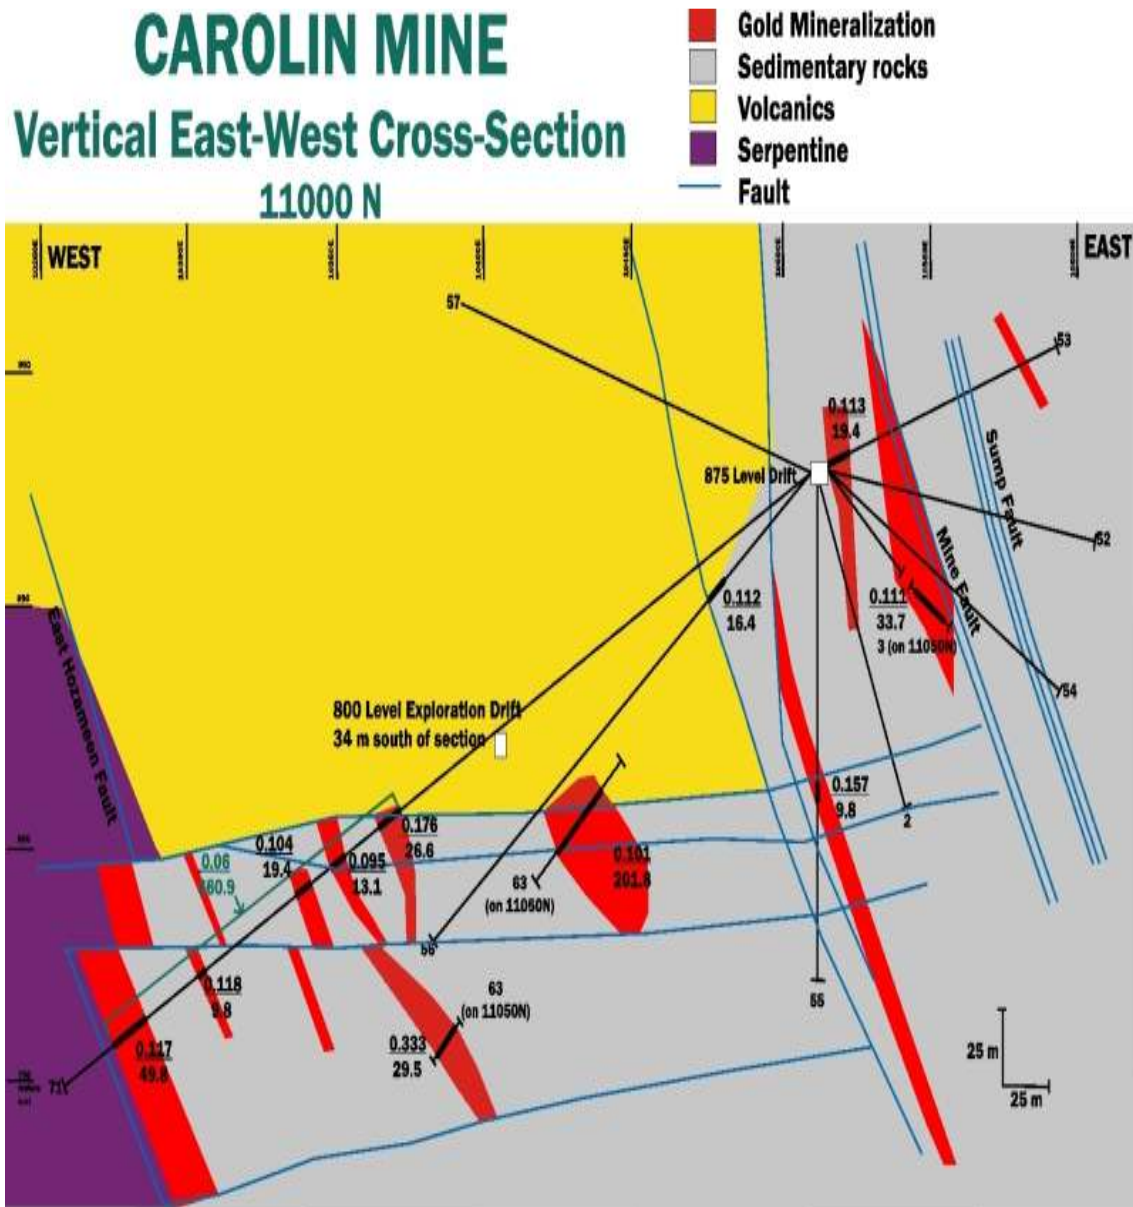 CAROLIN MINE
Vertical East-West Cross-Section
11000 N
Gold Mineralization
Sedimentary rocks
Volcanics
Serpentine
Fault
WEST
EAST
57
53
0.113
19.4
875 Level Drift
Sump Fault
52
Mine Fault
0.112
16.4
0.111
33.7
3 (on 11050N)
East Hozameen Fault
54
800 Level Exploration Drift
34 m south of section
0.157
9.8
2
0.176
26.6
0.104
19.4
0.095
13.1
0.06
160.9
0.101
201.8
63
(on 11050N)
56
0.118
9.8
63
(on 11050N)
55
0.333
29.5
0.117
49.8
71
25 m
25 m